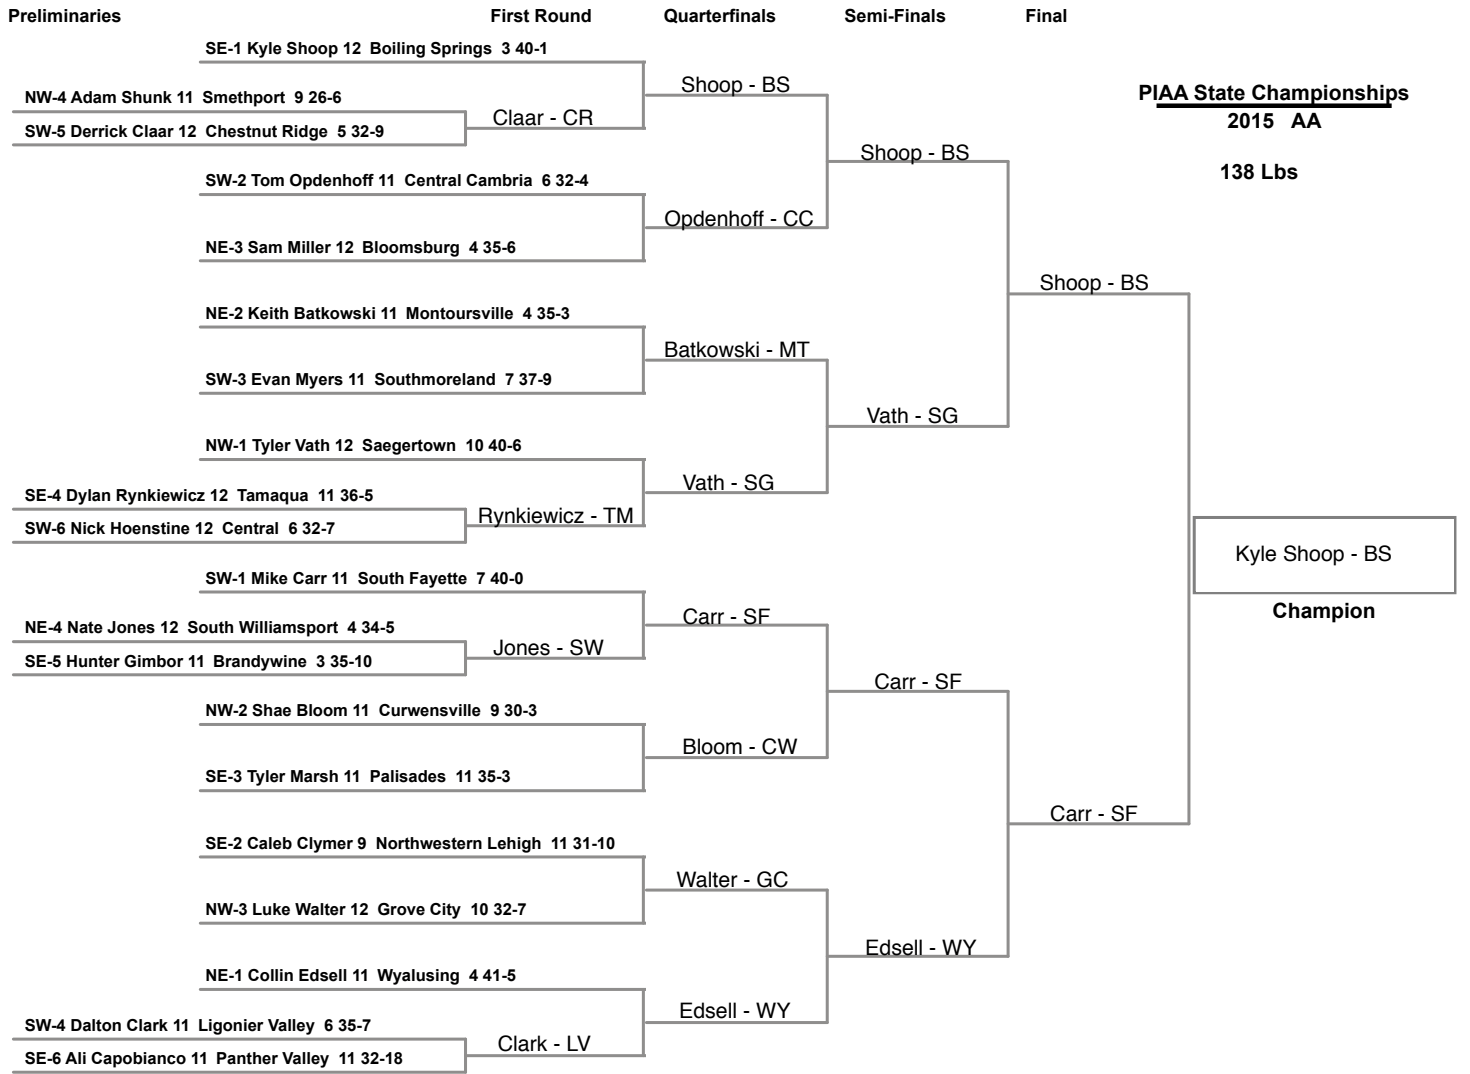 Preliminaries First Round Quarterfinals Semi-Finals Final
SE-1 Kyle Shoop 12 Boiling Springs 3 40-1
Shoop - BS
PIAA State Championships
NW-4 Adam Shunk 11 Smethport 9 26-6
Claar - CR
2015 AA
SW-5 Derrick Claar 12 Chestnut Ridge 5 32-9
Shoop - BS
138 Lbs
SW-2 Tom Opdenhoff 11 Central Cambria 6 32-4
Opdenhoff - CC
NE-3 Sam Miller 12 Bloomsburg 4 35-6
Shoop - BS
NE-2 Keith Batkowski 11 Montoursville 4 35-3
Batkowski - MT
SW-3 Evan Myers 11 Southmoreland 7 37-9
Vath - SG
NW-1 Tyler Vath 12 Saegertown 10 40-6
Vath - SG
SE-4 Dylan Rynkiewicz 12 Tamaqua 11 36-5
Rynkiewicz - TM
SW-6 Nick Hoenstine 12 Central 6 32-7
Kyle Shoop - BS
SW-1 Mike Carr 11 South Fayette 7 40-0
Champion
Carr - SF
NE-4 Nate Jones 12 South Williamsport 4 34-5
Jones - SW
SE-5 Hunter Gimbor 11 Brandywine 3 35-10
Carr - SF
NW-2 Shae Bloom 11 Curwensville 9 30-3
Bloom - CW
SE-3 Tyler Marsh 11 Palisades 11 35-3
Carr - SF
SE-2 Caleb Clymer 9 Northwestern Lehigh 11 31-10
Walter - GC
NW-3 Luke Walter 12 Grove City 10 32-7
Edsell - WY
NE-1 Collin Edsell 11 Wyalusing 4 41-5
Edsell - WY
SW-4 Dalton Clark 11 Ligonier Valley 6 35-7
Clark - LV
SE-6 Ali Capobianco 11 Panther Valley 11 32-18